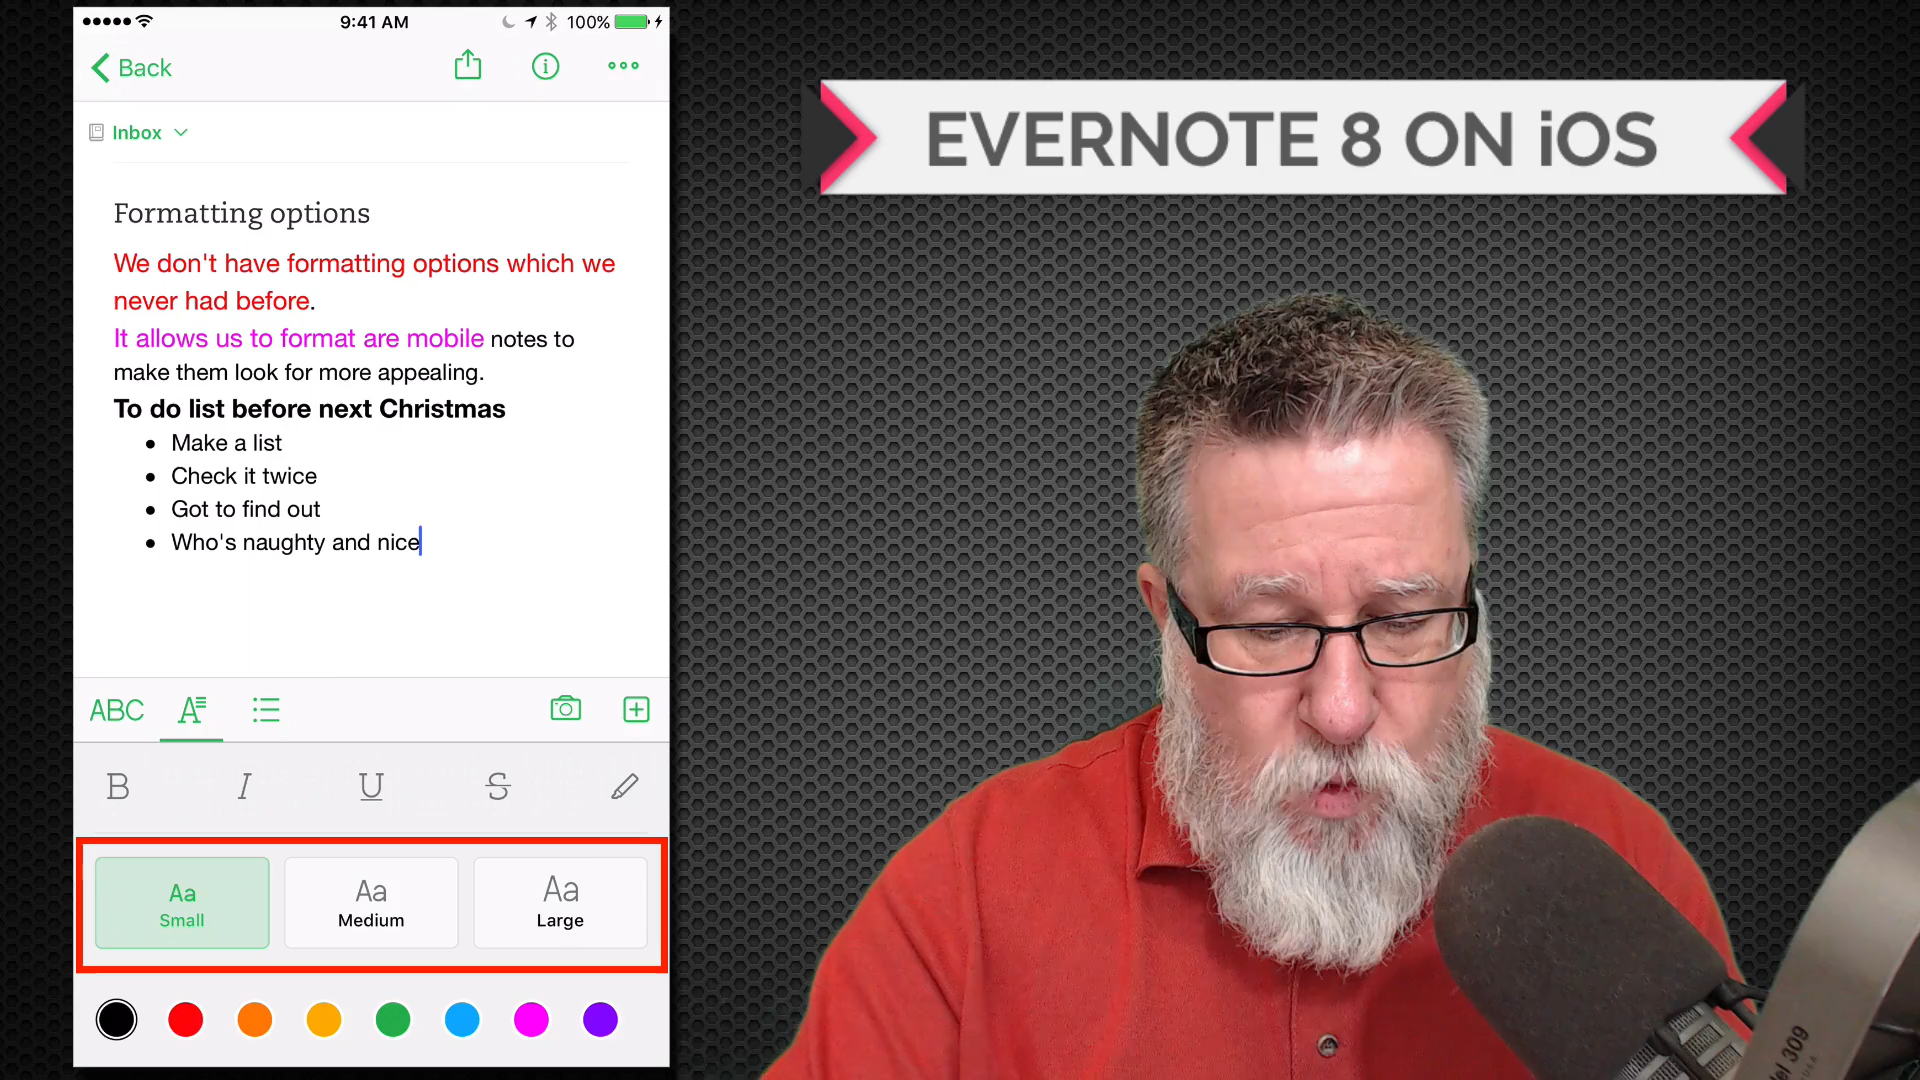 9:41 AM
100%
Back
Inbox
Formatting options
We don't have formatting options which we
never had before.
It allows us to format are mobile notes to
make them look for more appealing.
To do list before next Christmas
• Make a list
• Check it twice
• Got to find out
• Who's naughty and nice
ABC A
B I U S
Aa Aa Aa
Small Medium Large
EVERNOTE 8 ON iOS
309